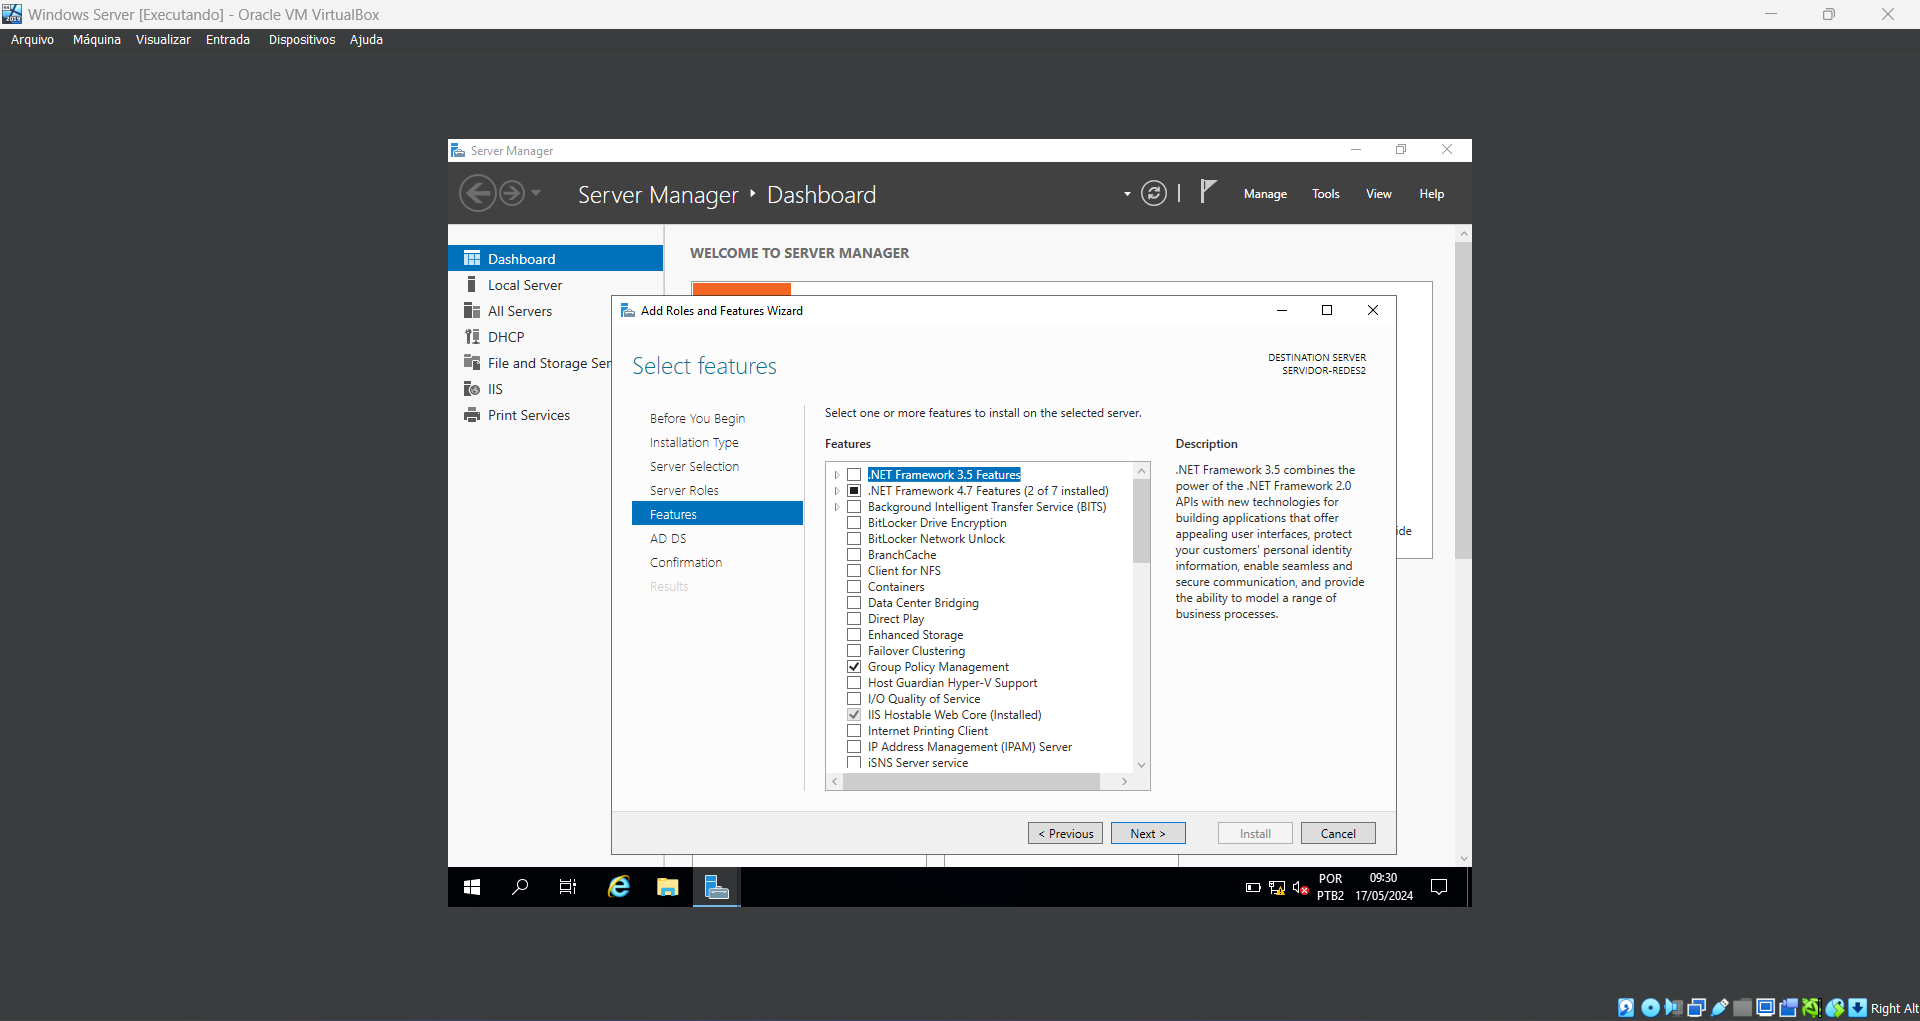 Windows Server [Executando] - Oracle VM VirtualBox
Arquivo Máquina Visualizar Entrada Dispositivos Ajuda
Server Manager
Server Manager Dashboard
Manage Tools View Help
Dashboard
Local Server
All Servers
DHCP
File and Storage Ser
IIS
Print Services
WELCOME TO SERVER MANAGER
ide
Add Roles and Features Wizard
Select features
DESTINATION SERVER
SERVIDOR-REDES2
Before You Begin
Installation Type
Server Selection
Server Roles
Features
AD DS
Confirmation
Results
Select one or more features to install on the selected server.
Features
.NET Framework 3.5 Features
.NET Framework 4.7 Features (2 of 7 installed)
Background Intelligent Transfer Service (BITS)
BitLocker Drive Encryption
BitLocker Network Unlock
BranchCache
Client for NFS
Containers
Data Center Bridging
Direct Play
Enhanced Storage
Failover Clustering
Group Policy Management
Host Guardian Hyper-V Support
I/O Quality of Service
IIS Hostable Web Core (Installed)
Internet Printing Client
IP Address Management (IPAM) Server
iSNS Server service
Description
.NET Framework 3.5 combines the
power of the .NET Framework 2.0
APIs with new technologies for
building applications that offer
appealing user interfaces, protect
your customers' personal identity
information, enable seamless and
secure communication, and provide
the ability to model a range of
business processes.
< Previous Next > Install Cancel
POR
PTB2
09:30
17/05/2024
Right Alt